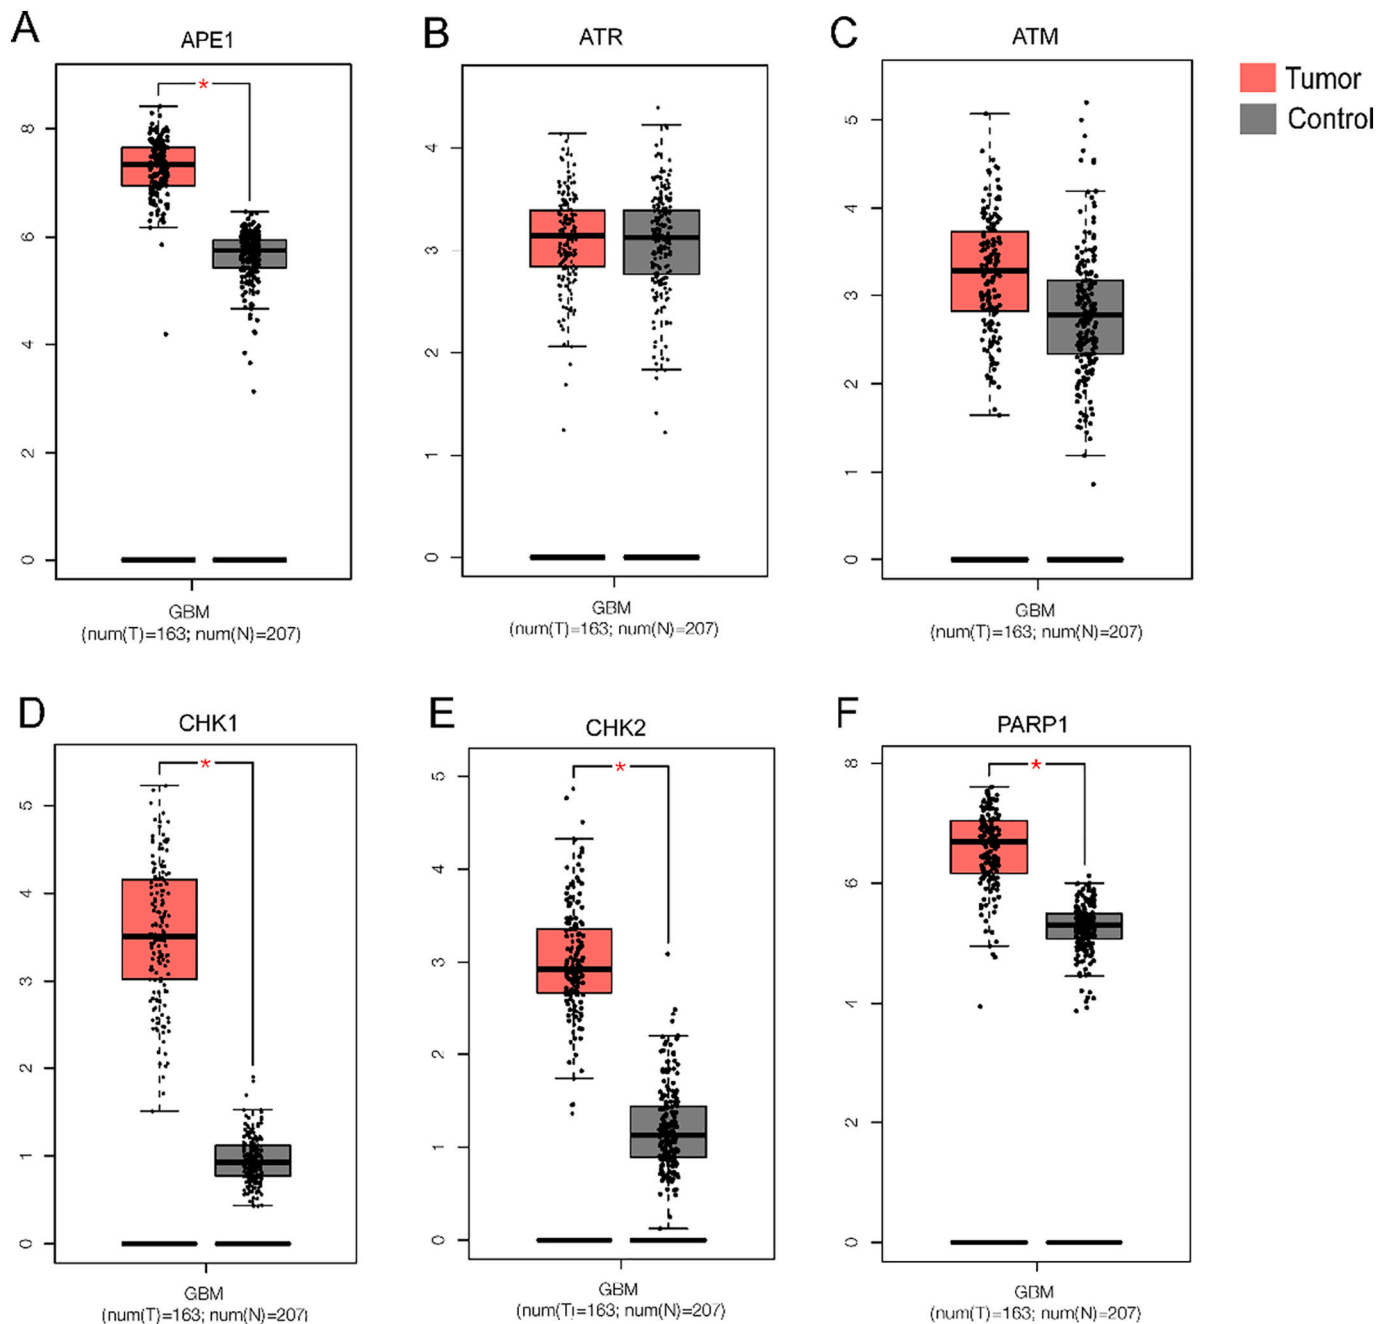 A
APE1
8
6
4
2
0
*
GBM
(num(T)=163; num(N)=207)
B
ATR
4
3
2
1
0
GBM
(num(T)=163; num(N)=207)
C
ATM
5
4
3
2
1
0
GBM
(num(T)=163; num(N)=207)
Tumor
Control
D
CHK1
5
4
3
2
1
0
*
GBM
(num(T)=163; num(N)=207)
E
CHK2
5
4
3
2
1
0
*
GBM
(num(T)=163; num(N)=207)
F
PARP1
8
6
4
2
0
*
GBM
(num(T)=163; num(N)=207)